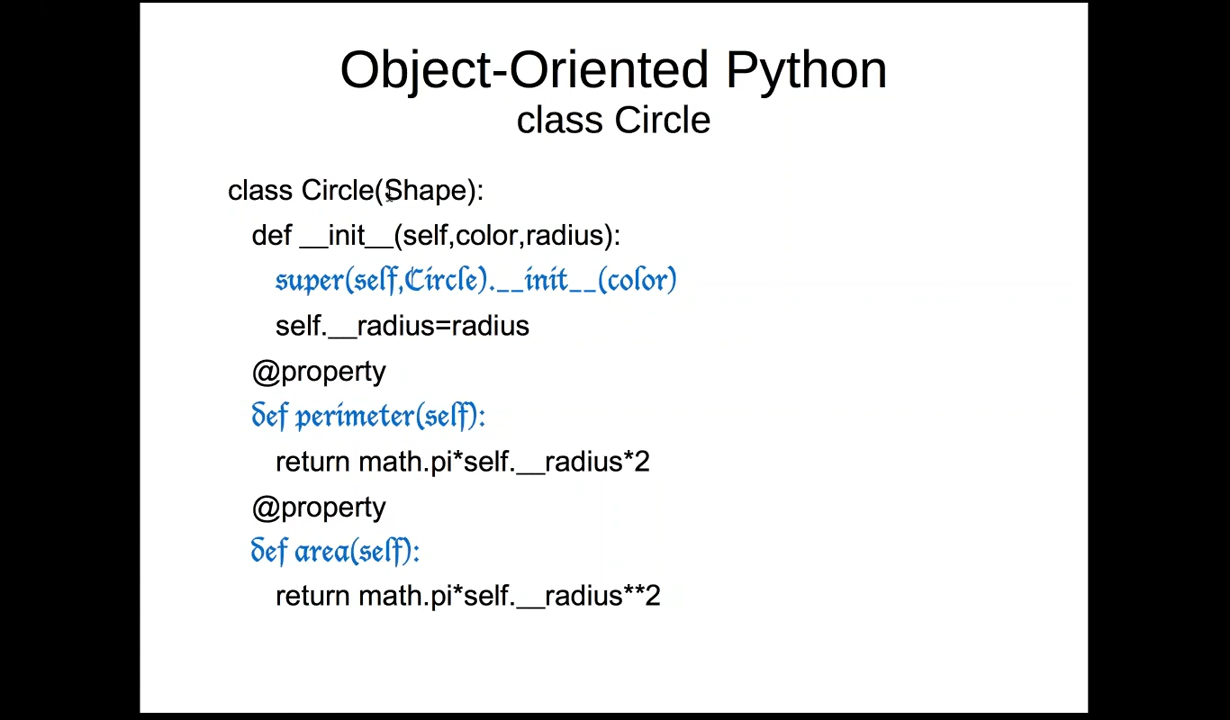 Object-Oriented Python
class Circle
class Circle(Shape):
def __init__(self,color,radius):
super(self,Circle).__init__(color)
self.__radius=radius
@property
def perimeter(self):
return math.pi*self.__radius*2
@property
def area(self):
return math.pi*self.__radius**2